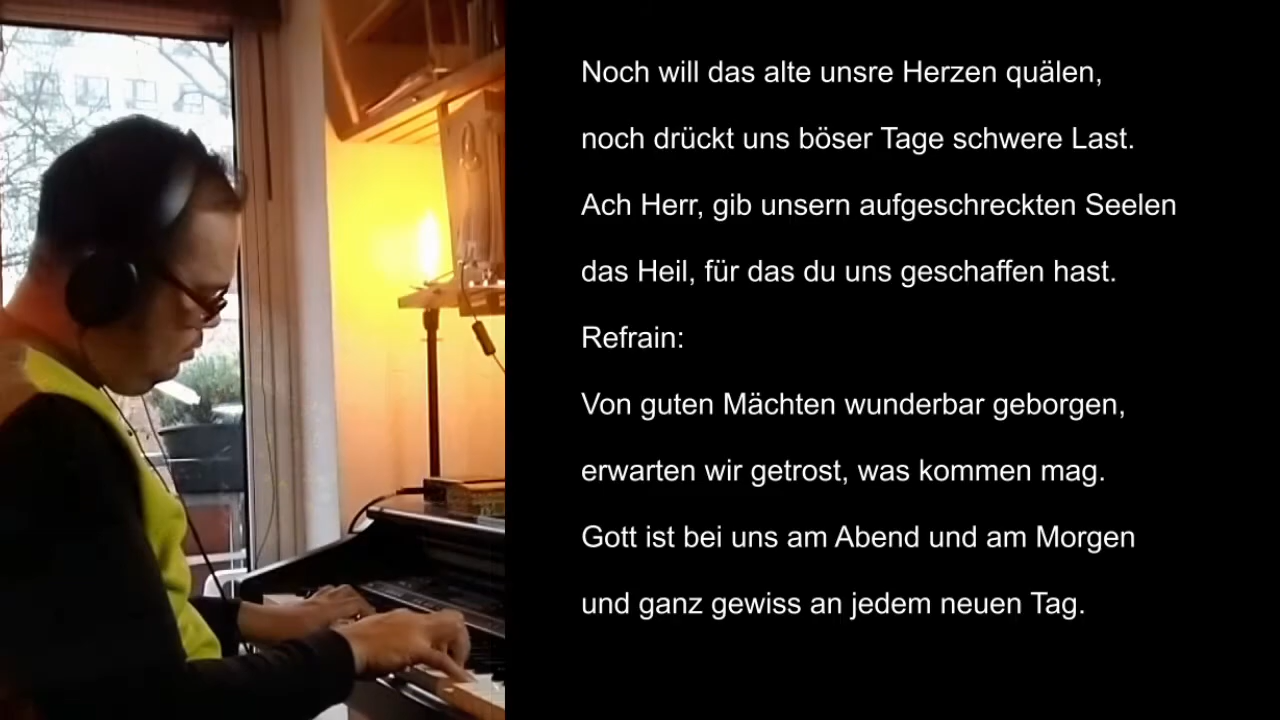 Noch will das alte unsre Herzen quälen,
noch drückt uns böser Tage schwere Last.
Ach Herr, gib unsern aufgeschreckten Seelen
das Heil, für das du uns geschaffen hast.
Refrain:
Von guten Mächten wunderbar geborgen,
erwarten wir getrost, was kommen mag.
Gott ist bei uns am Abend und am Morgen
und ganz gewiss an jedem neuen Tag.